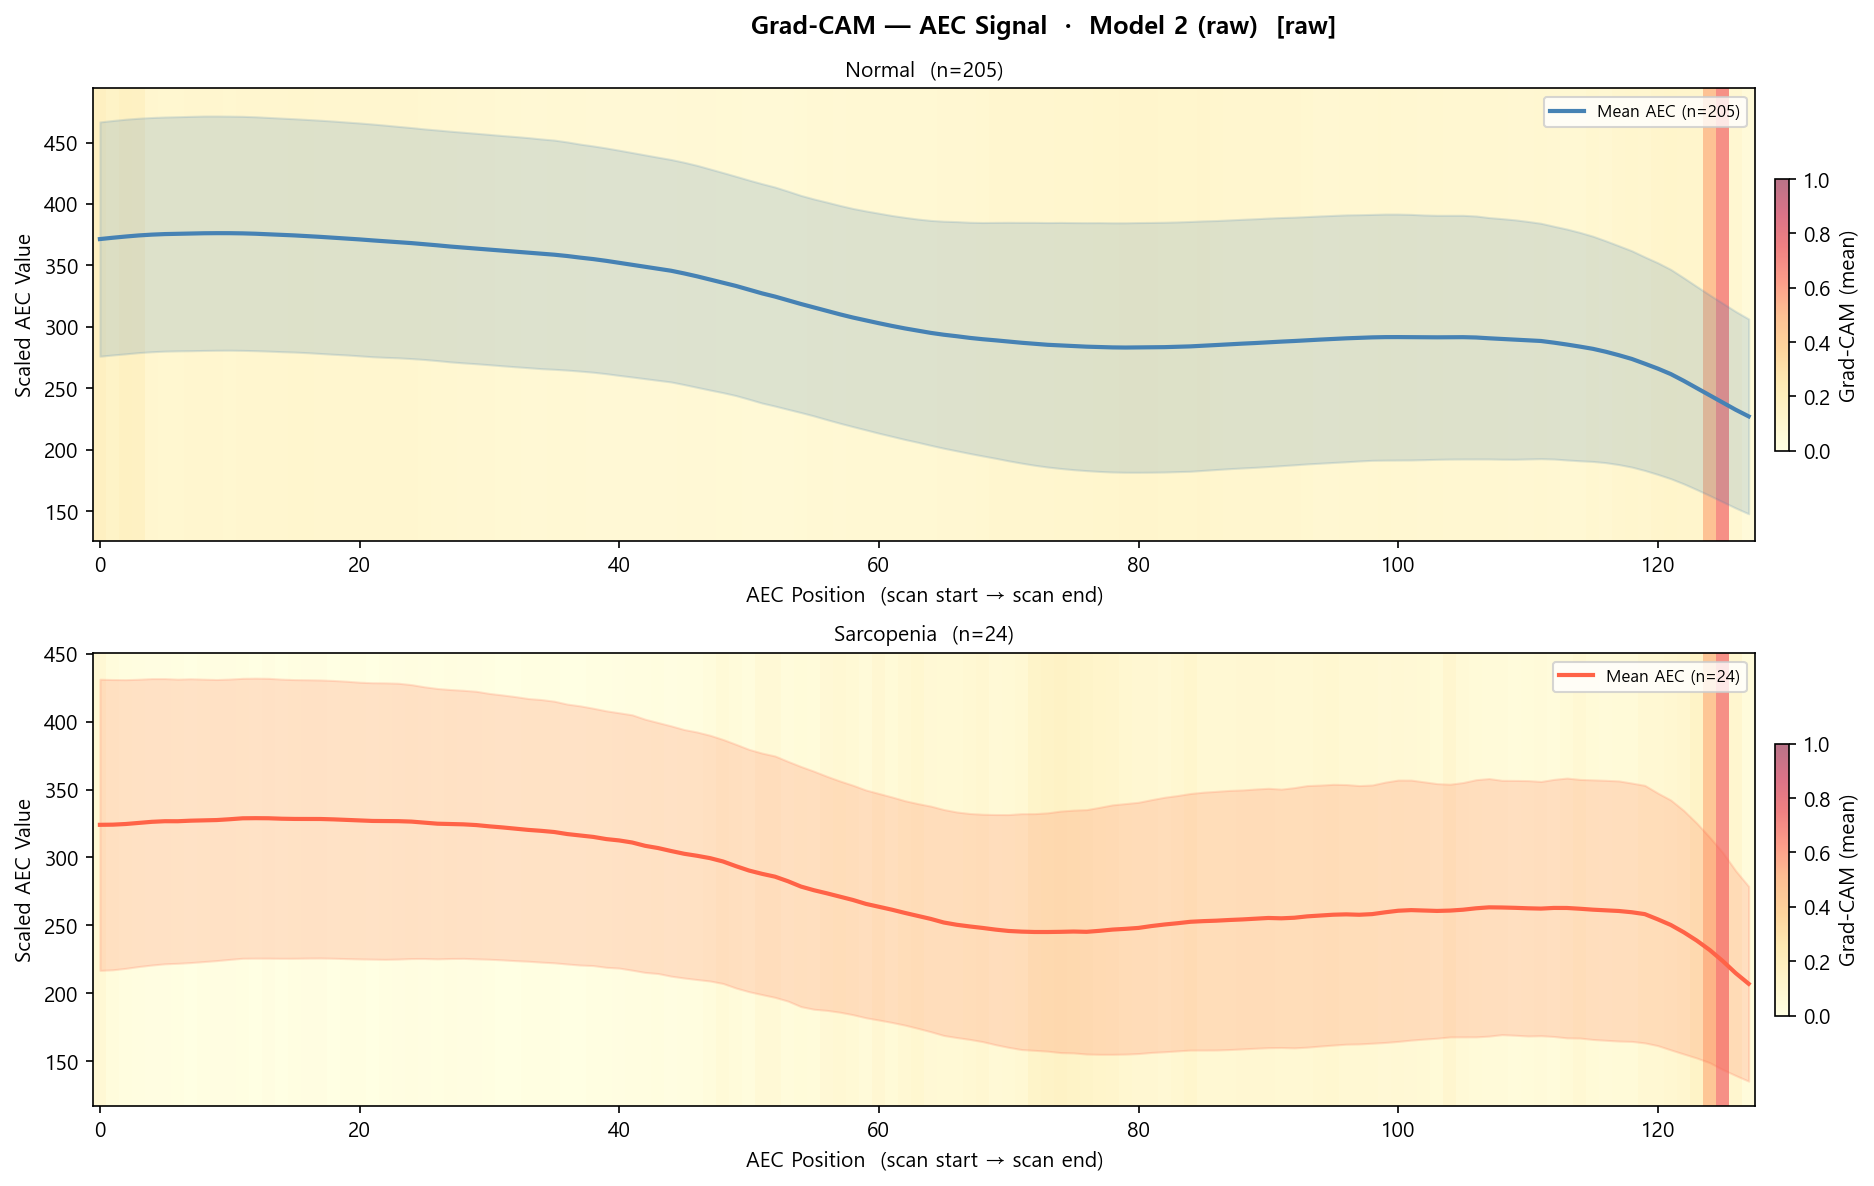 Grad-CAM — AEC Signal · Model 2 (raw) [raw]
Normal (n=205)
Mean AEC (n=205)
Scaled AEC Value
450
400
350
300
250
200
150
0 20 40 60 80 100 120
AEC Position (scan start → scan end)
1.0
0.8
0.6
0.4
0.2
0.0
Grad-CAM (mean)
Sarcopenia (n=24)
Mean AEC (n=24)
Scaled AEC Value
450
400
350
300
250
200
150
0 20 40 60 80 100 120
AEC Position (scan start → scan end)
1.0
0.8
0.6
0.4
0.2
0.0
Grad-CAM (mean)